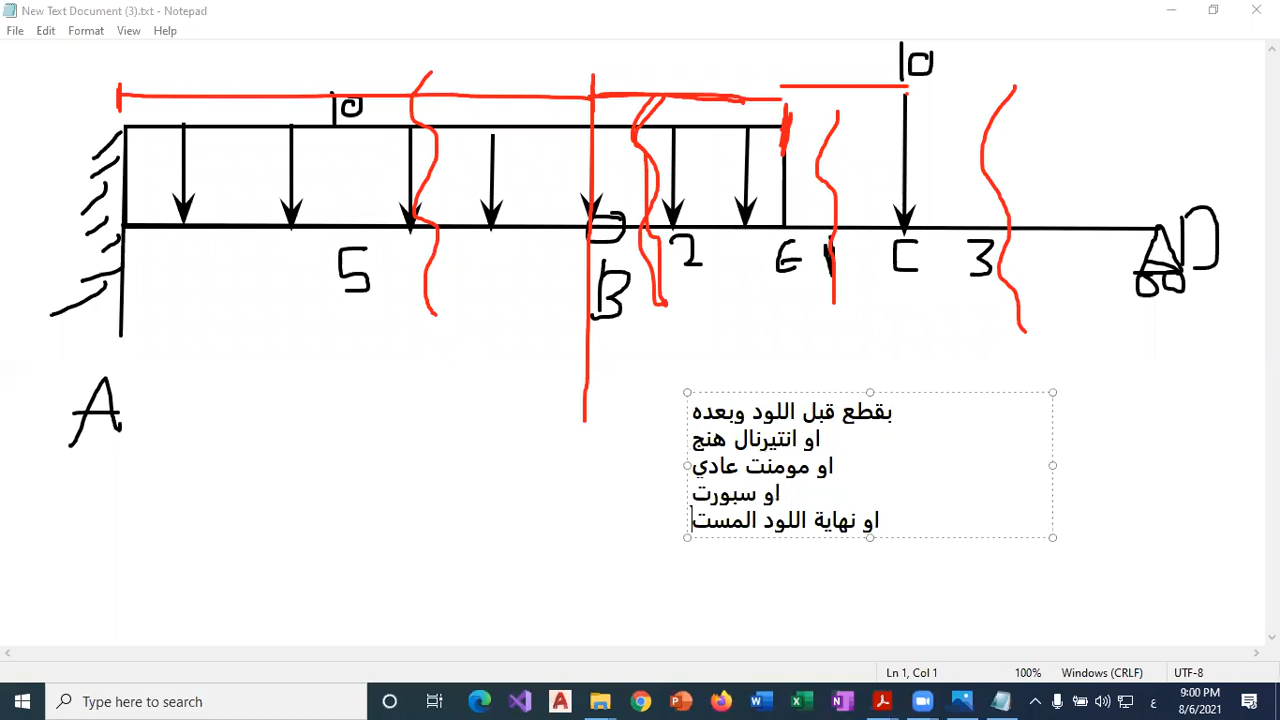 New Text Document (3).txt - Notepad
File Edit Format View Help
10
10
5
B
2
E
1
C
3
D
A
بقطع قبل اللود وبعده
او انتيرنال هنج
او مومنت عادي
او سبورت
او نهاية اللود المست
Ln 1, Col 1 100% Windows (CRLF) UTF-8
Type here to search
ع
9:00 PM
8/6/2021